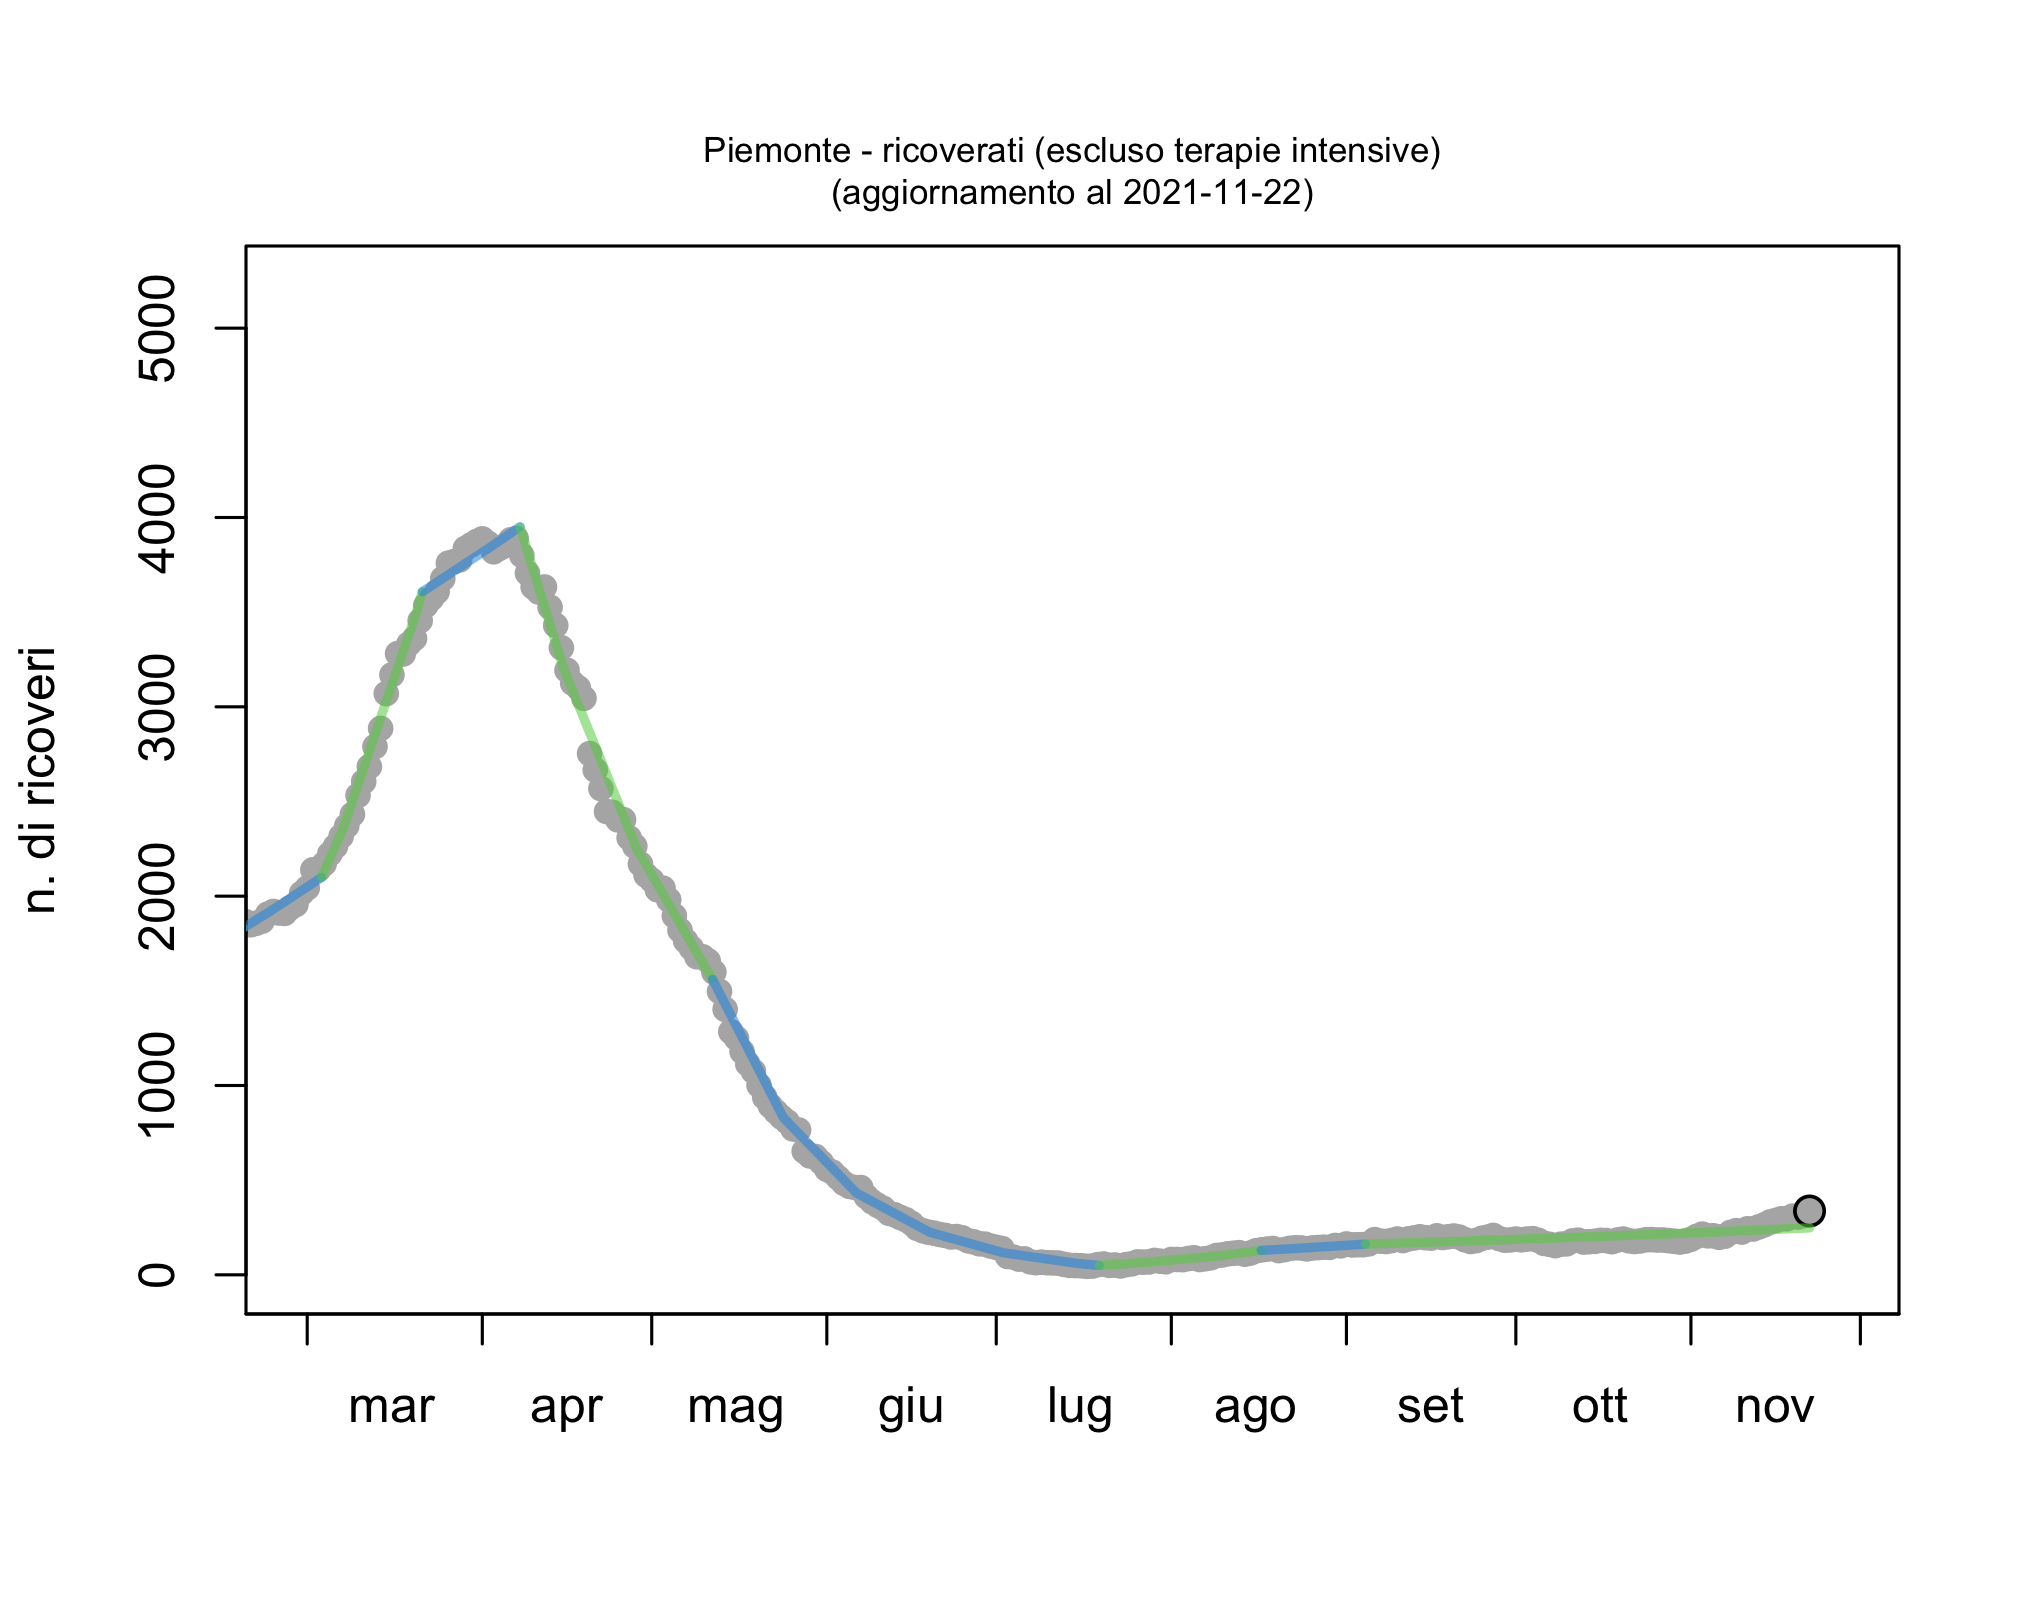 Piemonte - ricoverati (escluso terapie intensive)
(aggiornamento al 2021-11-22)
n. di ricoveri
5000
4000
3000
2000
1000
0
mar apr mag giu lug ago set ott nov